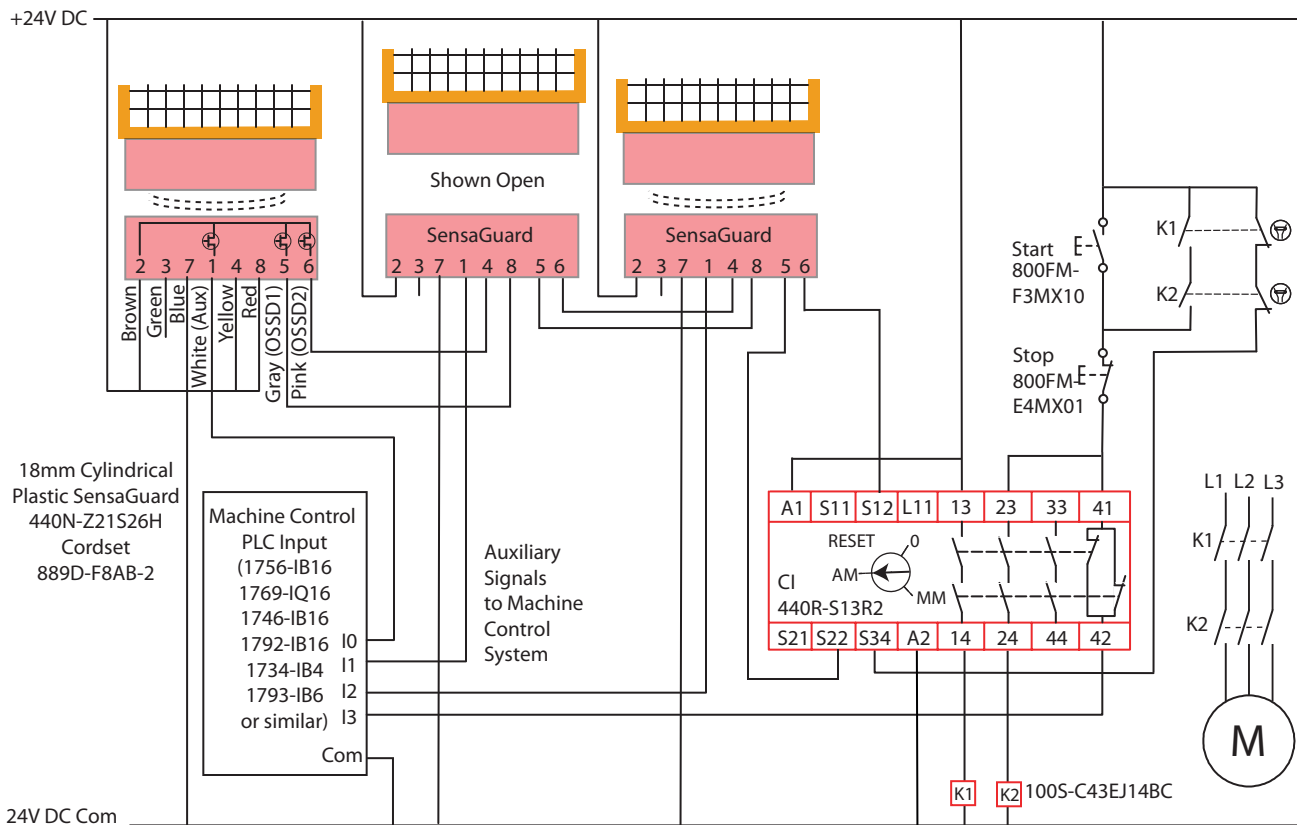 +24V DC
Shown Open
SensaGuard
SensaGuard
2 3 7 1 4 8 5 6
2 3 7 1 4 8 5 6
2 3 7 1 4 8 5 6
Brown
Green
Blue
White (Aux)
Yellow
Red
Gray (OSSD1)
Pink (OSSD2)
Start
800FM-
F3MX10
K1
K2
Stop
800FM-
E4MX01
18mm Cylindrical
Plastic SensaGuard
440N-Z21S26H
Cordset
889D-F8AB-2
Machine Control
PLC Input
(1756-IB16
1769-IQ16
1746-IB16
1792-IB16
1734-IB4
1793-IB6
or similar)
I0
I1
I2
I3
Com
Auxiliary
Signals
to Machine
Control
System
A1 S11 S12 L11 13 23 33 41
RESET
0
AM
MM
CI
440R-S13R2
S21 S22 S34 A2 14 24 44 42
L1 L2 L3
K1
K2
M
K1
K2
100S-C43EJ14BC
24V DC Com